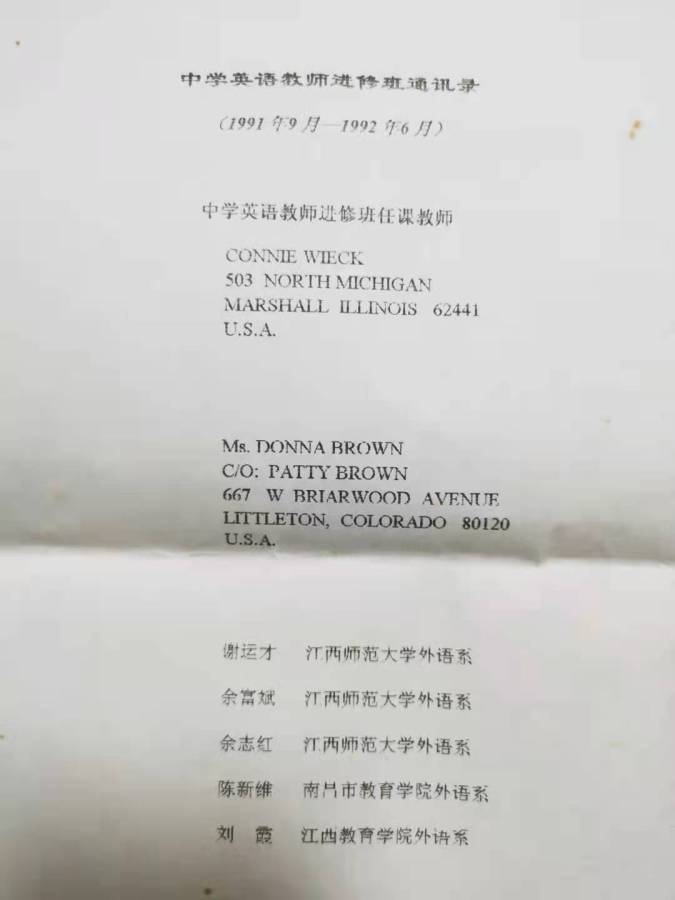 中学英语教师进修班通讯录
(1991年9月—1992年6月)
中学英语教师进修班任课教师
CONNIE WIECK
503 NORTH MICHIGAN
MARSHALL ILLINOIS 62441
U.S.A.
Ms. DONNA BROWN
C/O: PATTY BROWN
667 W BRIARWOOD AVENUE
LITTLETON, COLORADO 80120
U.S.A.
谢运才 江西师范大学外语系
余富斌 江西师范大学外语系
余志红 江西师范大学外语系
陈新维 南昌市教育学院外语系
刘 霞 江西教育学院外语系